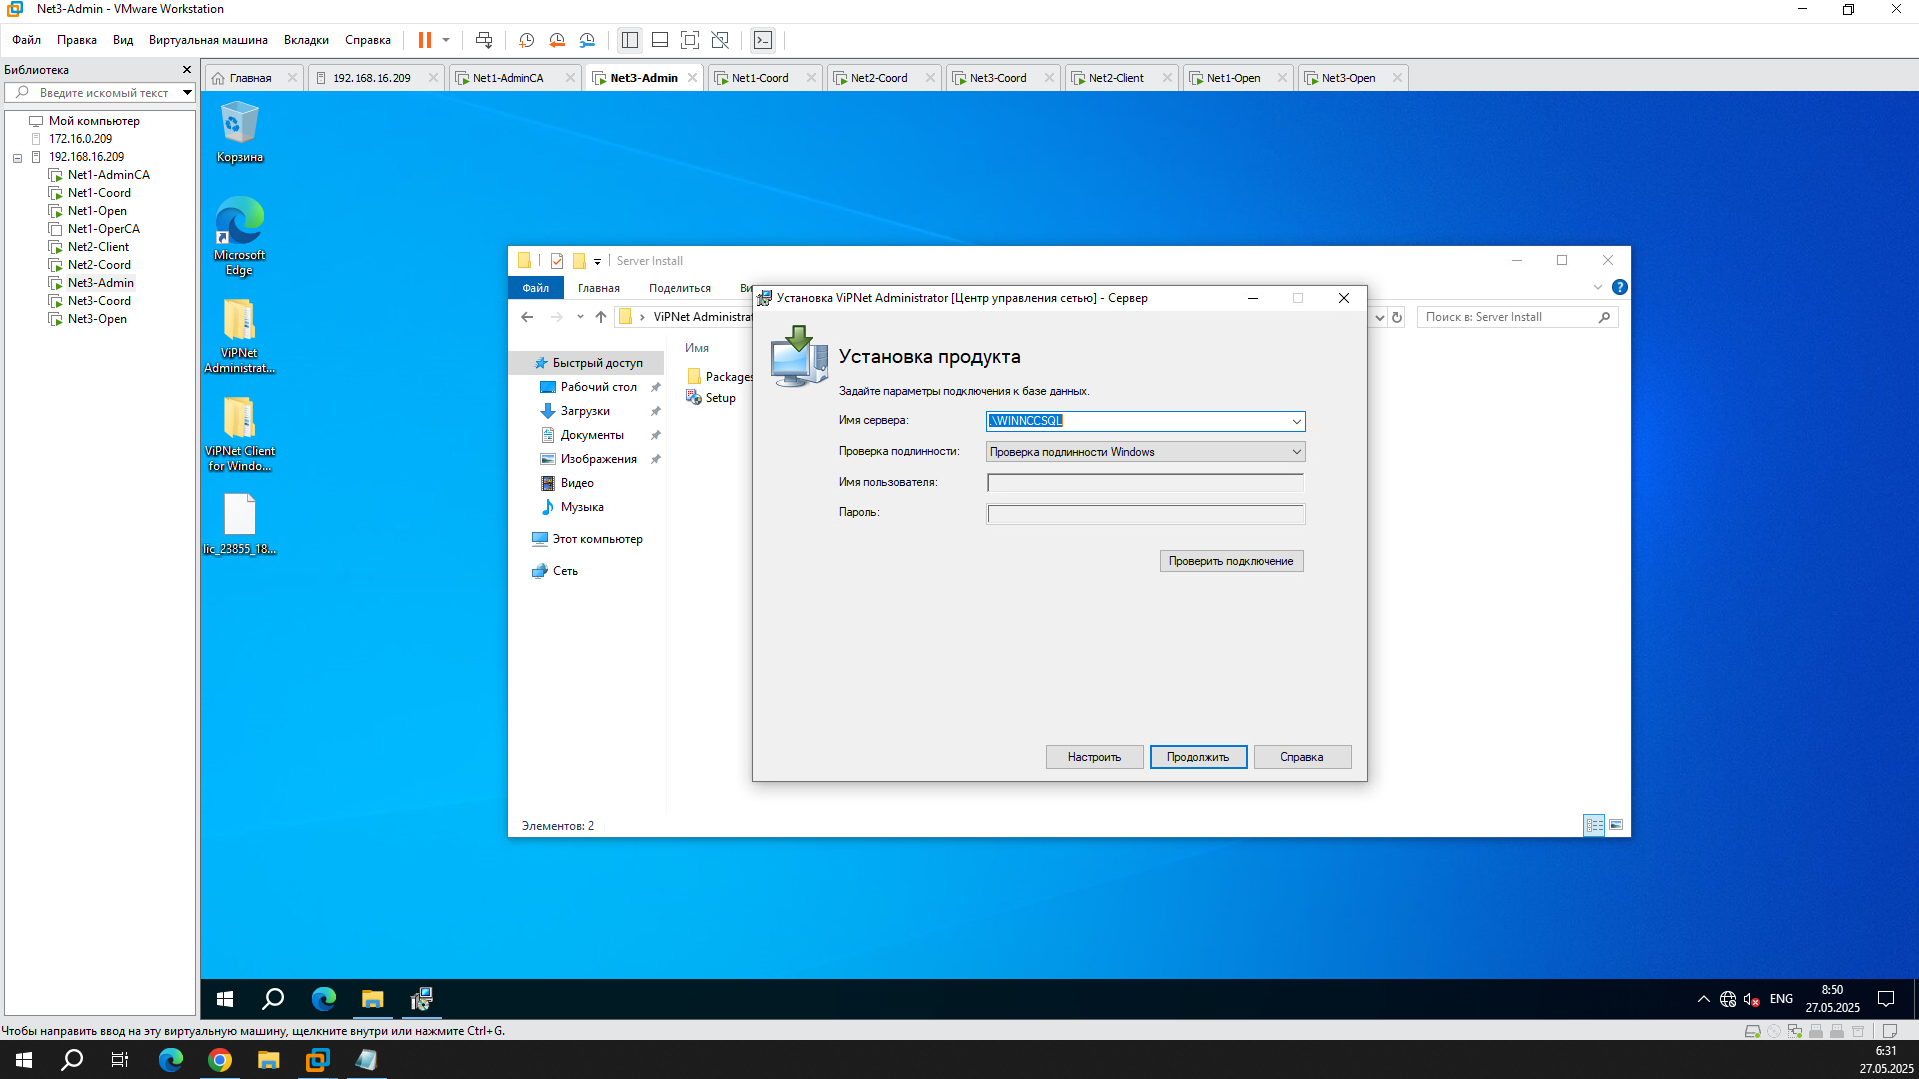 Net3-Admin - VMware Workstation
Файл Правка Вид Виртуальная машина Вкладки Справка
Библиотека
Введите искомый текст
Мой компьютер
172.16.0.209
192.168.16.209
Net1-AdminCA
Net1-Coord
Net1-Open
Net1-OperCA
Net2-Client
Net2-Coord
Net3-Admin
Net3-Coord
Net3-Open
Главная 192.168.16.209 Net1-AdminCA Net3-Admin Net1-Coord Net2-Coord Net3-Coord Net2-Client Net1-Open Net3-Open
Корзина
Microsoft
Edge
ViPNet
Administrat...
ViPNet Client
for Windo...
lic_23855_18...
Server Install
Файл Главная Поделиться Ви
ViPNet Administrat
Поиск в: Server Install
Быстрый доступ
Рабочий стол
Загрузки
Документы
Изображения
Видео
Музыка
Этот компьютер
Сеть
Имя
Packages
Setup
Элементов: 2
Установка ViPNet Administrator [Центр управления сетью] - Сервер
Установка продукта
Задайте параметры подключения к базе данных.
Имя сервера: .\WINNCCSQL
Проверка подлинности: Проверка подлинности Windows
Имя пользователя:
Пароль:
Проверить подключение
Настроить Продолжить Справка
ENG
8:50
27.05.2025
Чтобы направить ввод на эту виртуальную машину, щелкните внутри или нажмите Ctrl+G.
6:31
27.05.2025